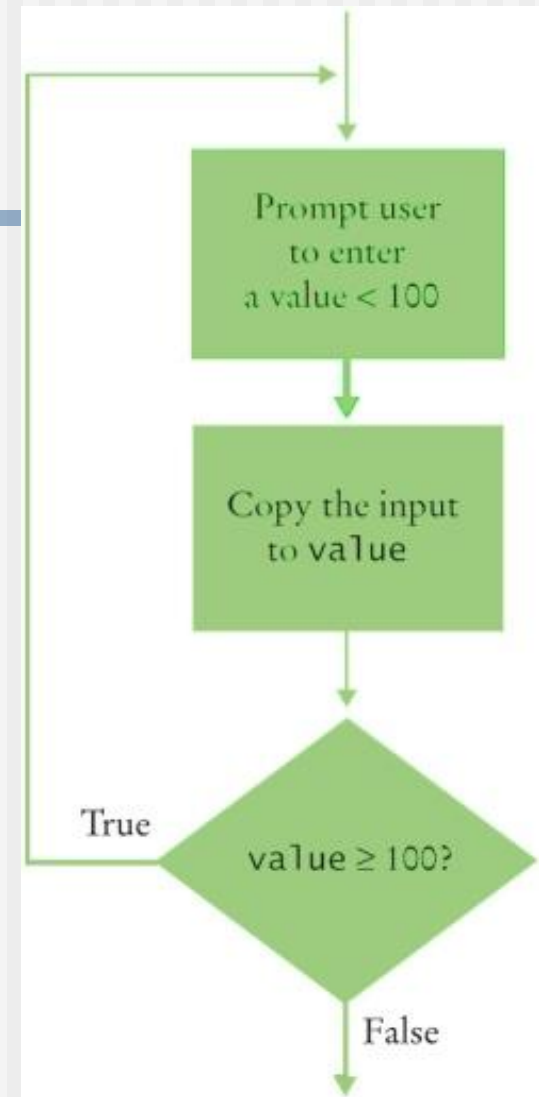 Prompt user
to enter
a value < 100
Copy the input
to value
True
value ≥ 100?
False